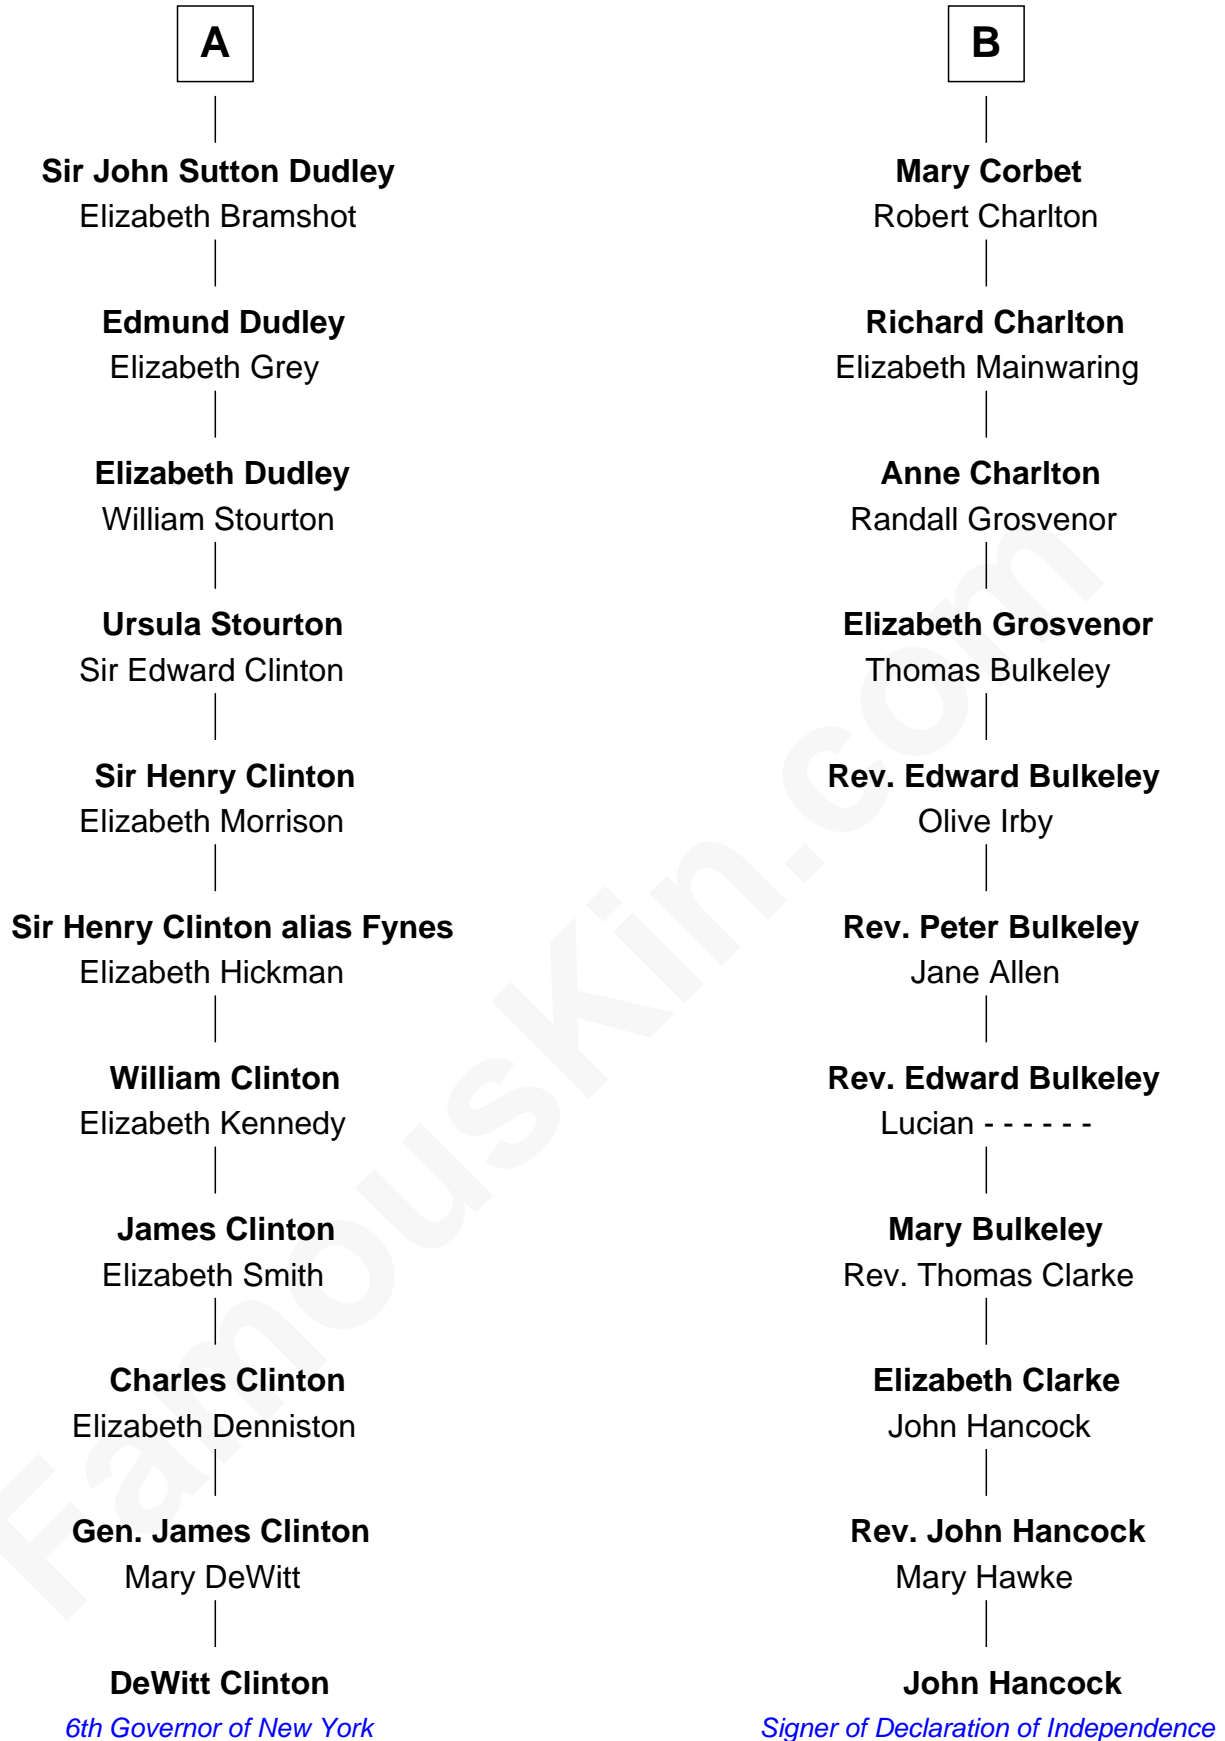 A
Sir John Sutton Dudley
Elizabeth Bramshot
Edmund Dudley
Elizabeth Grey
Elizabeth Dudley
William Stourton
Ursula Stourton
Sir Edward Clinton
Sir Henry Clinton
Elizabeth Morrison
Sir Henry Clinton alias Fynes
Elizabeth Hickman
William Clinton
Elizabeth Kennedy
James Clinton
Elizabeth Smith
Charles Clinton
Elizabeth Denniston
Gen. James Clinton
Mary DeWitt
DeWitt Clinton
6th Governor of New York
B
Mary Corbet
Robert Charlton
Richard Charlton
Elizabeth Mainwaring
Anne Charlton
Randall Grosvenor
Elizabeth Grosvenor
Thomas Bulkeley
Rev. Edward Bulkeley
Olive Irby
Rev. Peter Bulkeley
Jane Allen
Rev. Edward Bulkeley
Lucian - - - - - -
Mary Bulkeley
Rev. Thomas Clarke
Elizabeth Clarke
John Hancock
Rev. John Hancock
Mary Hawke
John Hancock
Signer of Declaration of Independence
FamousKin.com